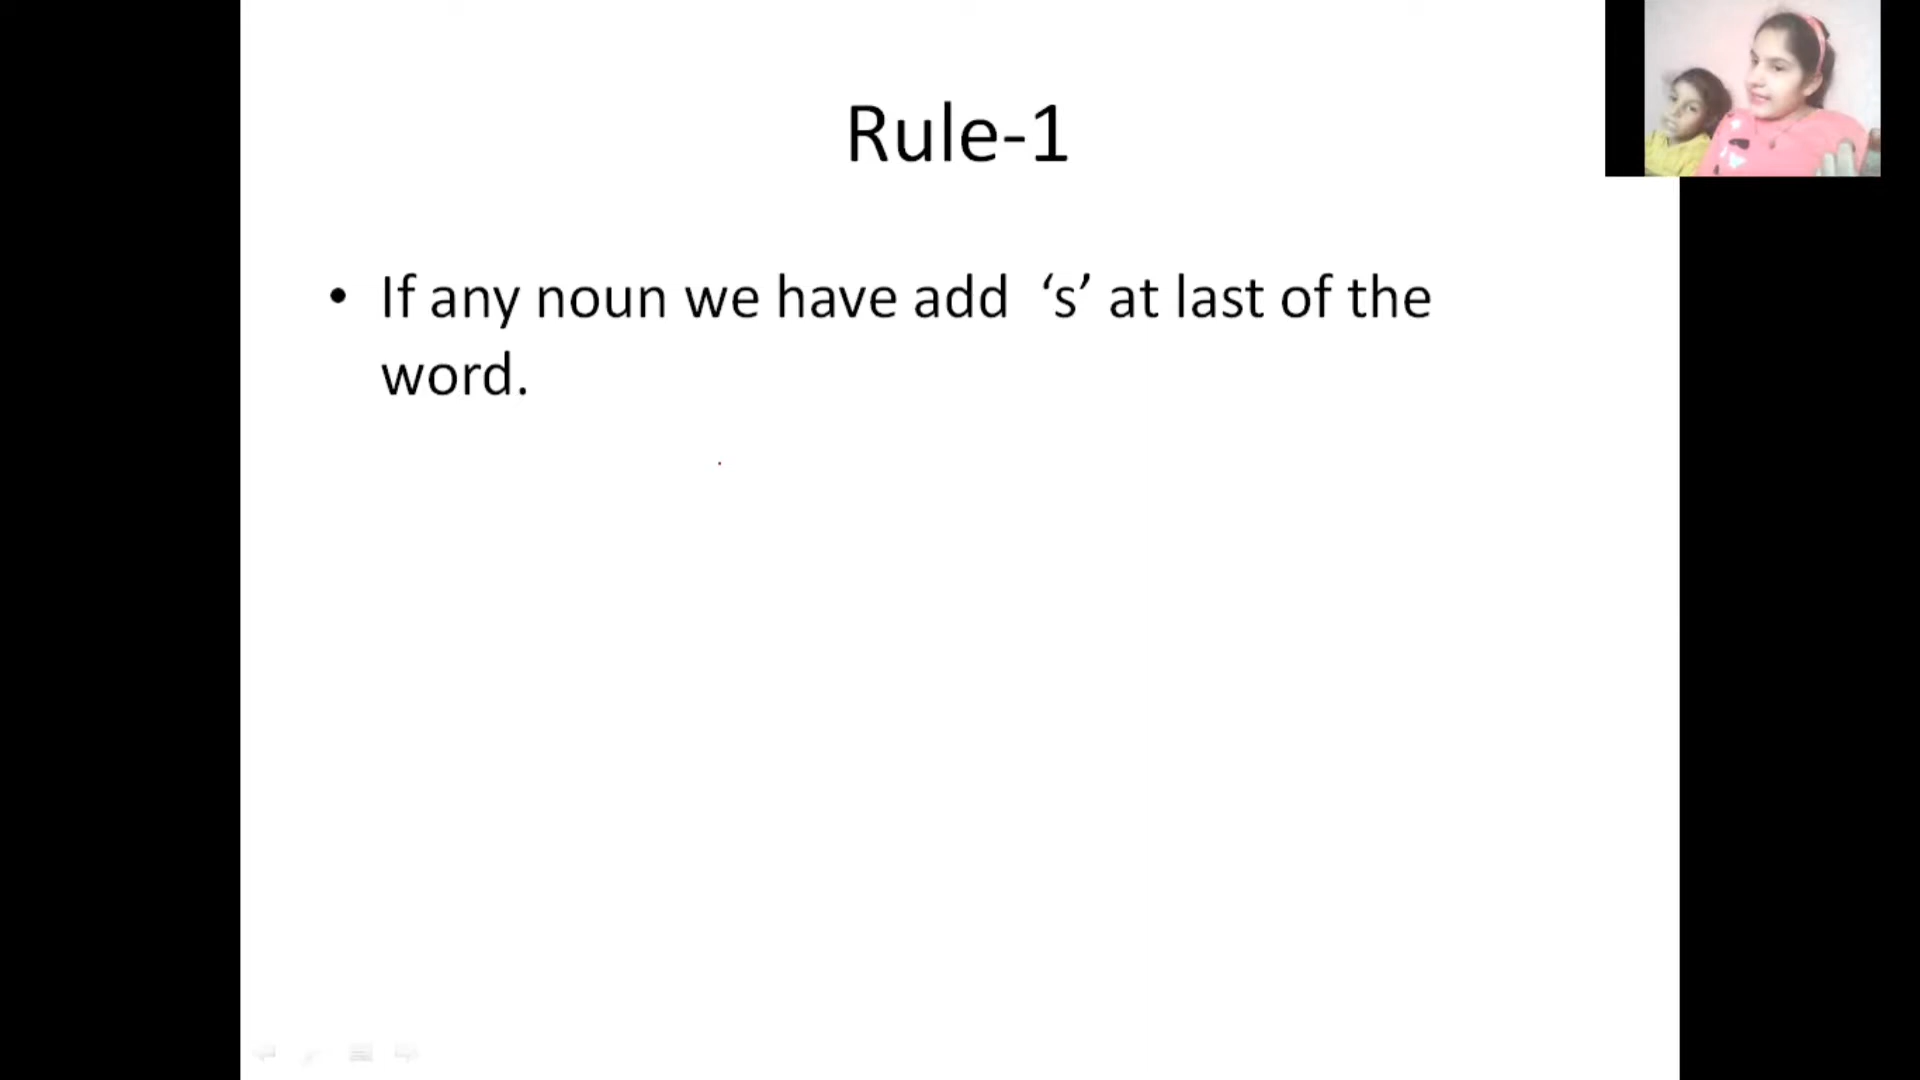 Rule-1
• If any noun we have add ‘s’ at last of the
word.